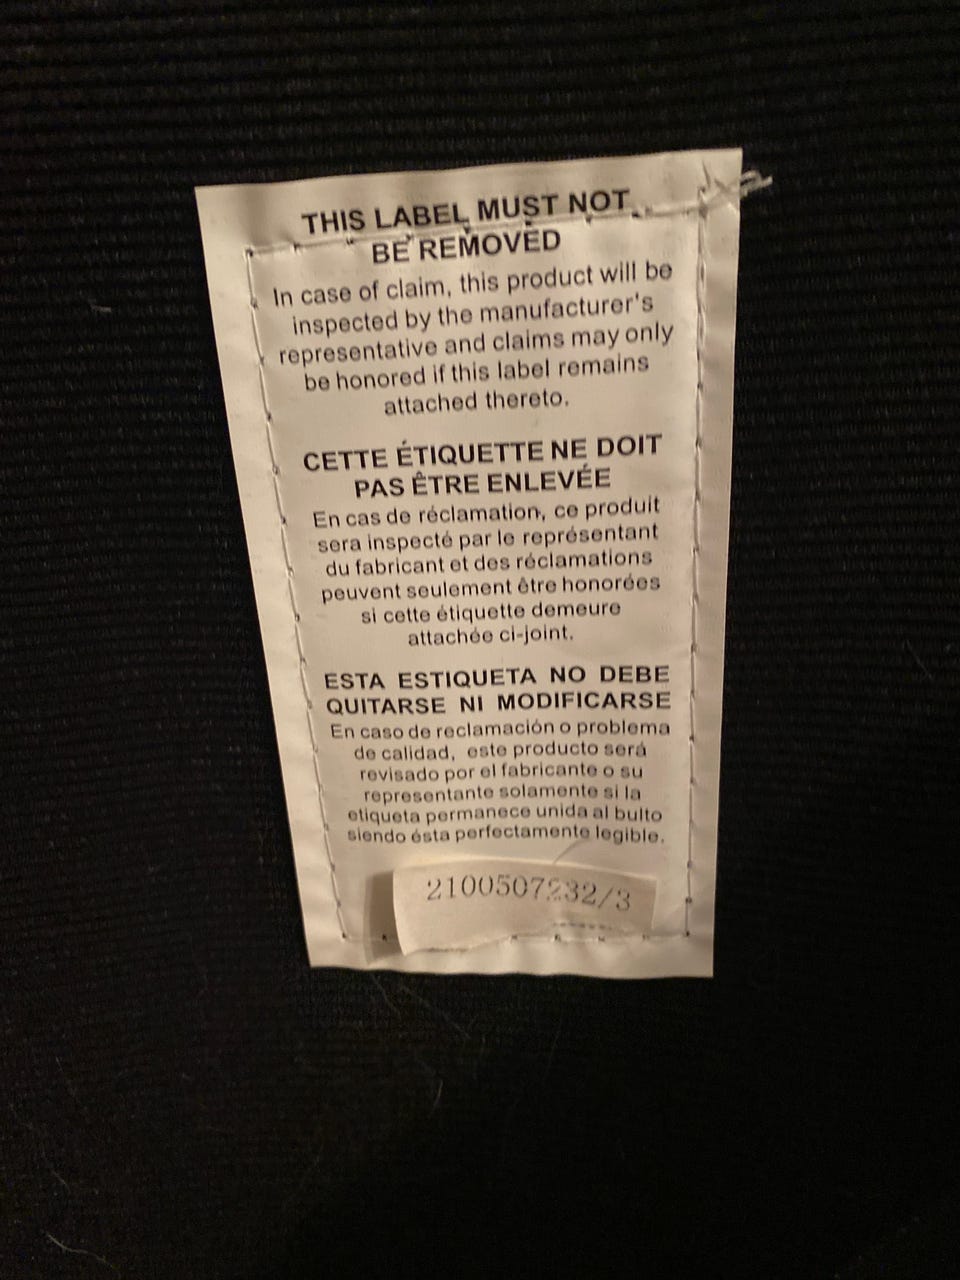 THIS LABEL MUST NOT
BE REMOVED
In case of claim, this product will be
inspected by the manufacturer's
representative and claims may only
be honored if this label remains
attached thereto.
CETTE ÉTIQUETTE NE DOIT
PAS ÊTRE ENLEVÉE
En cas de réclamation, ce produit
sera inspecté par le représentant
du fabricant et des réclamations
peuvent seulement être honorées
si cette étiquette demeure
attachée ci-joint.
ESTA ESTIQUETA NO DEBE
QUITARSE NI MODIFICARSE
En caso de reclamación o problema
de calidad, este producto será
revisado por el fabricante o su
representante solamente si la
etiqueta permanece unida al bulto
siendo ésta perfectamente legible.
2100507232/3